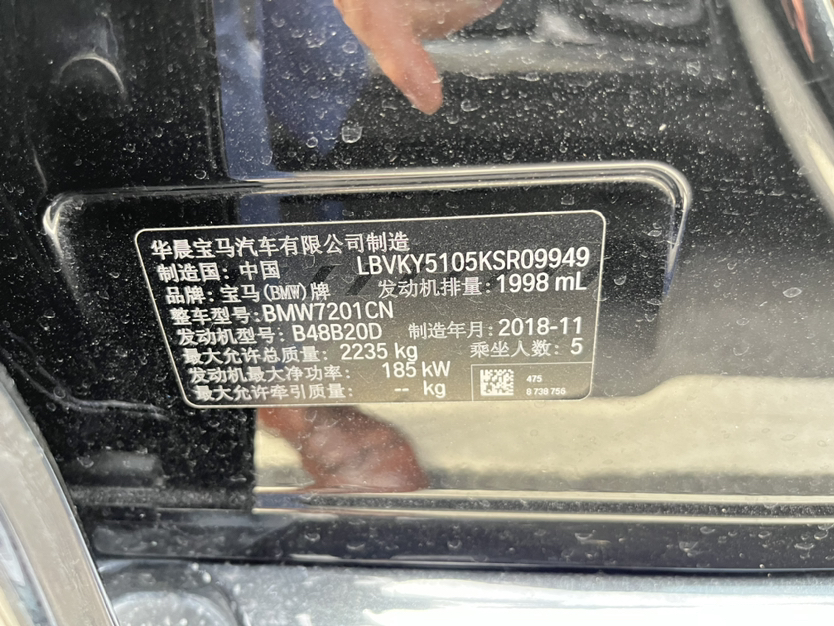 华晨宝马汽车有限公司制造
制造国: 中国 LBVKY5105KSR09949
品牌: 宝马(BMW)牌 发动机排量: 1998 mL
整车型号: BMW7201CN
发动机型号: B48B20D 制造年月: 2018-11
最大允许总质量: 2235 kg 乘坐人数: 5
发动机最大净功率: 185 kW
最大允许牵引质量: -- kg
475
8 738 756